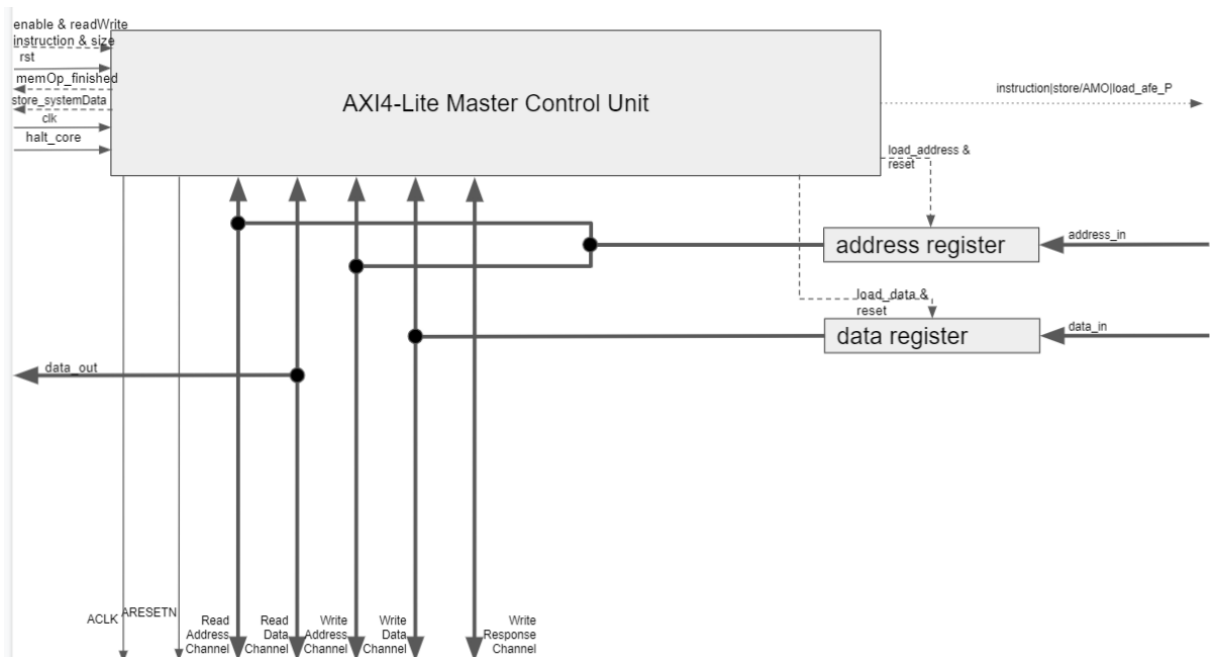 enable & readWrite
instruction & size
rst
memOp_finished
store_systemData
clk
halt_core
AXI4-Lite Master Control Unit
instruction|store/AMO|load_afe_P
load_address &
reset
address register
address_in
load_data &
reset
data register
data_in
data_out
ACLK
ARESETN
Read
Address
Channel
Read
Data
Channel
Write
Address
Channel
Write
Data
Channel
Write
Response
Channel